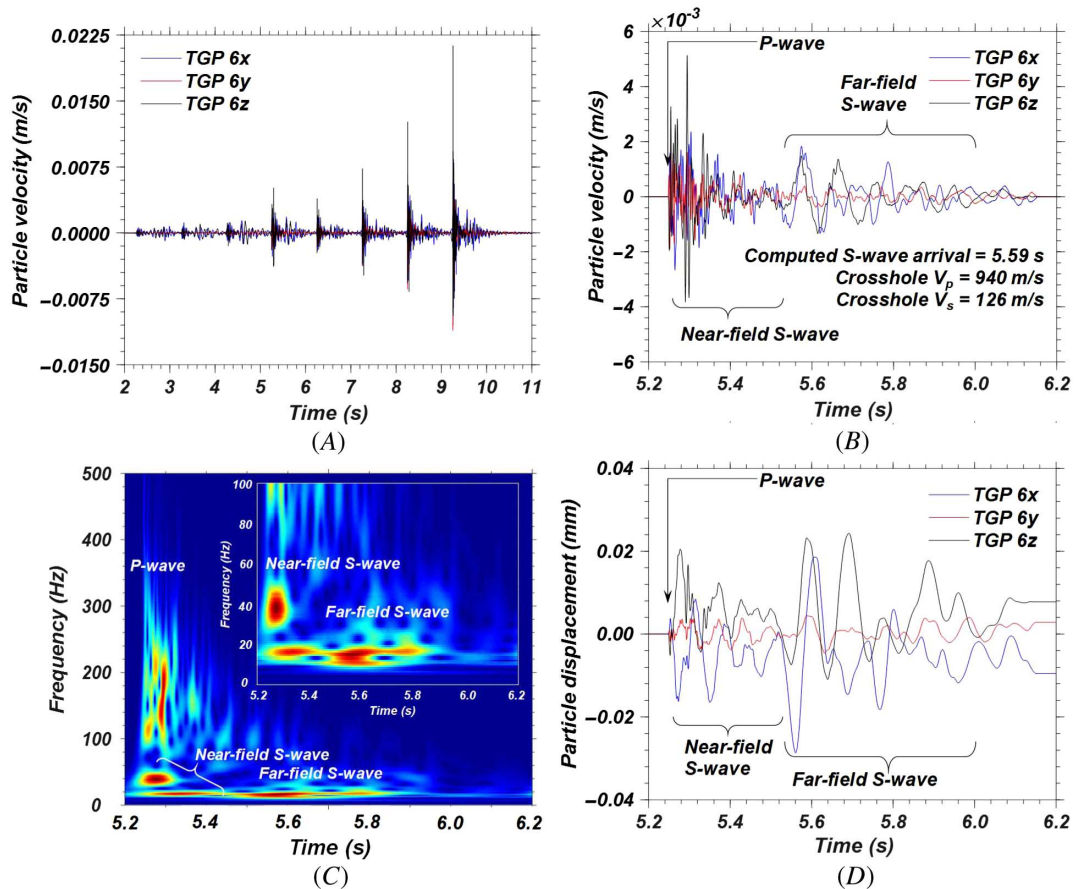 0.0225
0.0150
0.0075
0.0000
−0.0075
−0.0150
Particle velocity (m/s)
TGP 6x
TGP 6y
TGP 6z
2 3 4 5 6 7 8 9 10 11
Time (s)
(A)
×10⁻³
6
4
2
0
−2
−4
−6
Particle velocity (m/s)
P-wave
TGP 6x
TGP 6y
TGP 6z
Far-field
S-wave
Computed S-wave arrival = 5.59 s
Crosshole Vp = 940 m/s
Crosshole Vs = 126 m/s
Near-field S-wave
5.2 5.4 5.6 5.8 6.0 6.2
Time (s)
(B)
500
400
300
200
100
0
Frequency (Hz)
P-wave
100
80
60
40
20
0
Frequency (Hz)
Near-field S-wave
Far-field S-wave
5.2 5.4 5.6 5.8 6.0 6.2
Time (s)
Near-field S-wave
Far-field S-wave
5.2 5.4 5.6 5.8 6.0 6.2
Time (s)
(C)
0.04
0.02
0.00
−0.02
−0.04
Particle displacement (mm)
P-wave
TGP 6x
TGP 6y
TGP 6z
Near-field
S-wave
Far-field S-wave
5.2 5.4 5.6 5.8 6.0 6.2
Time (s)
(D)